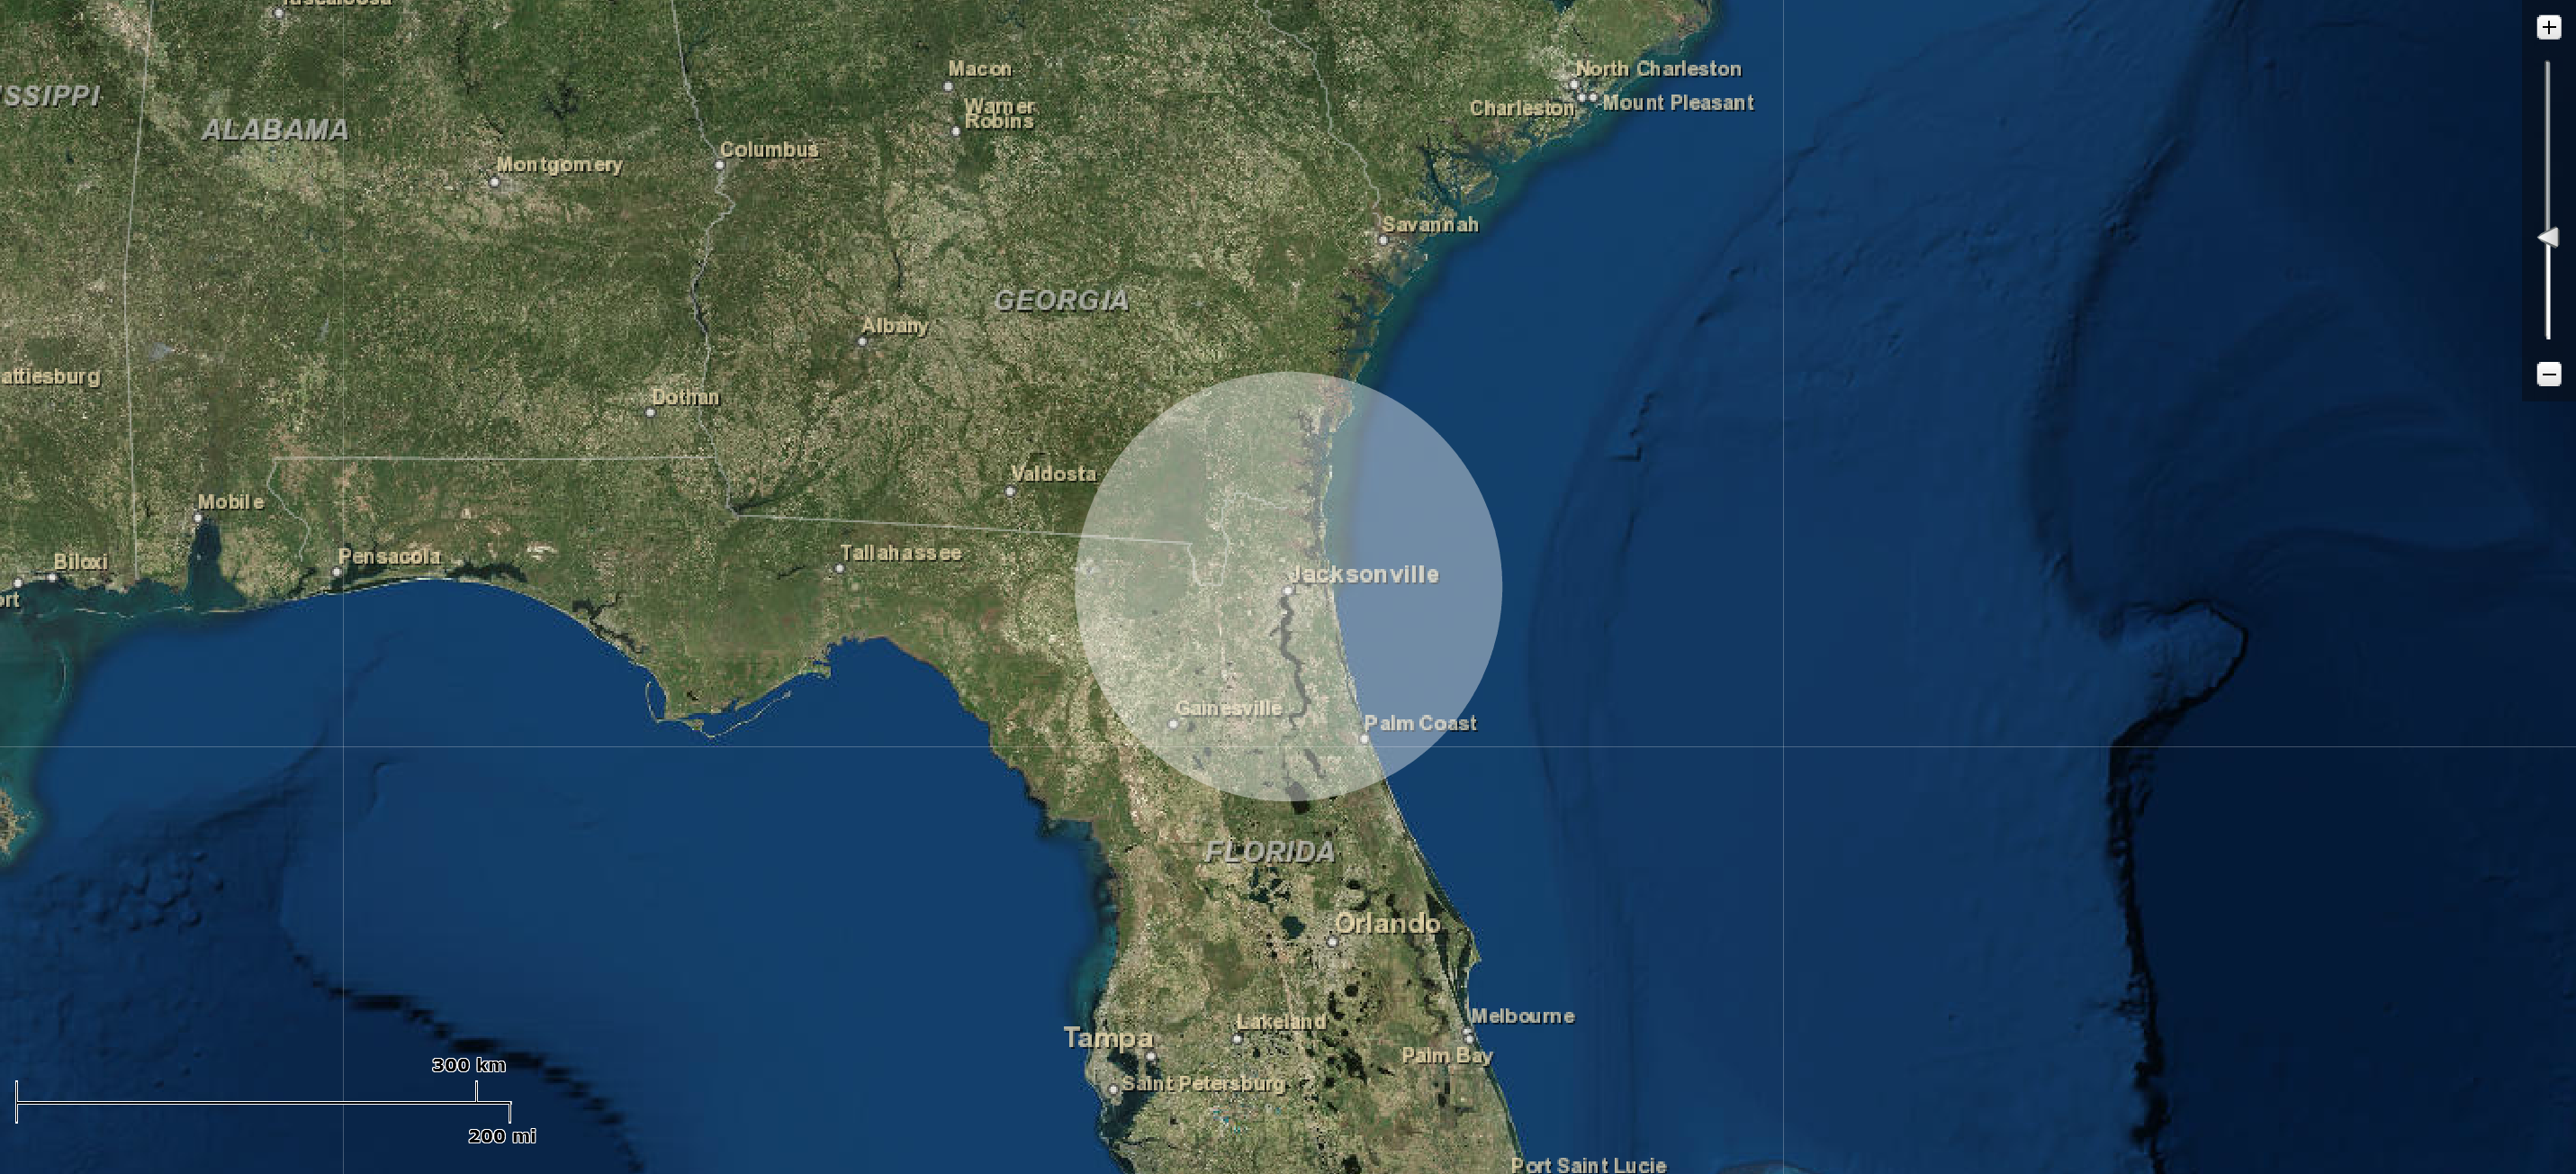 Macon
North Charleston
Warner
Robins
Charleston
Mount Pleasant
ALABAMA
Columbus
Montgomery
Savannah
GEORGIA
Albany
Dothan
Valdosta
Mobile
Tallahassee
Pensacola
Biloxi
Jacksonville
Gainesville
Palm Coast
FLORIDA
Orlando
Melbourne
Lakeland
Tampa
Palm Bay
300 km
Saint Petersburg
200 mi
Port Saint Lucie
+
−